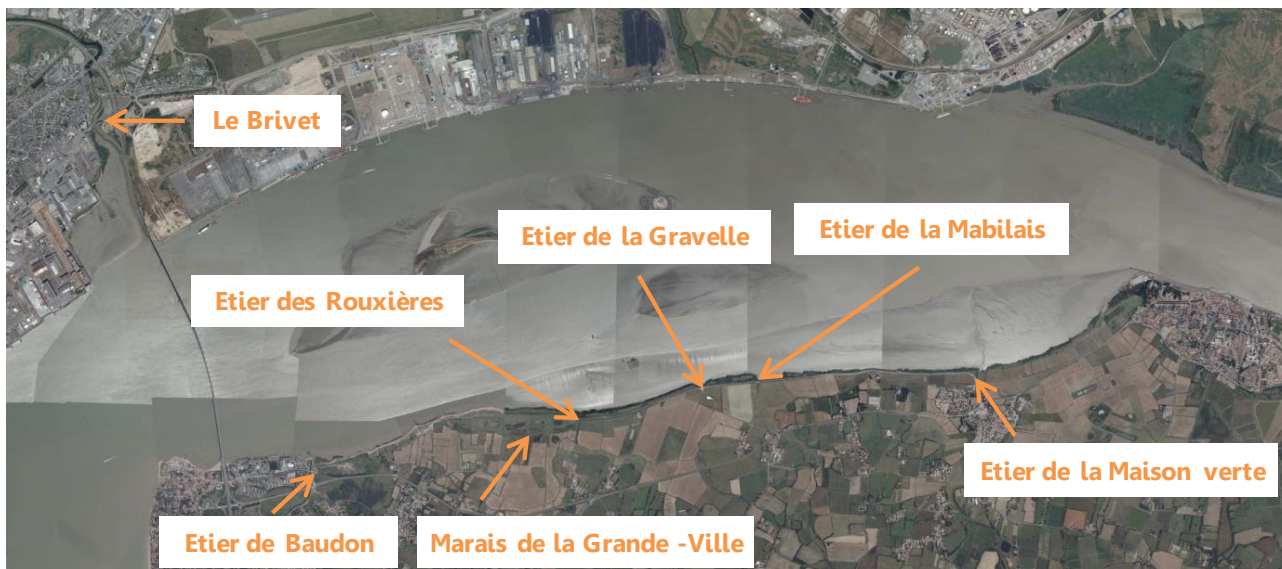 Le Brivet
Etier de la Gravelle
Etier de la Mabilais
Etier des Rouxières
Etier de la Maison verte
Etier de Baudon
Marais de la Grande -Ville